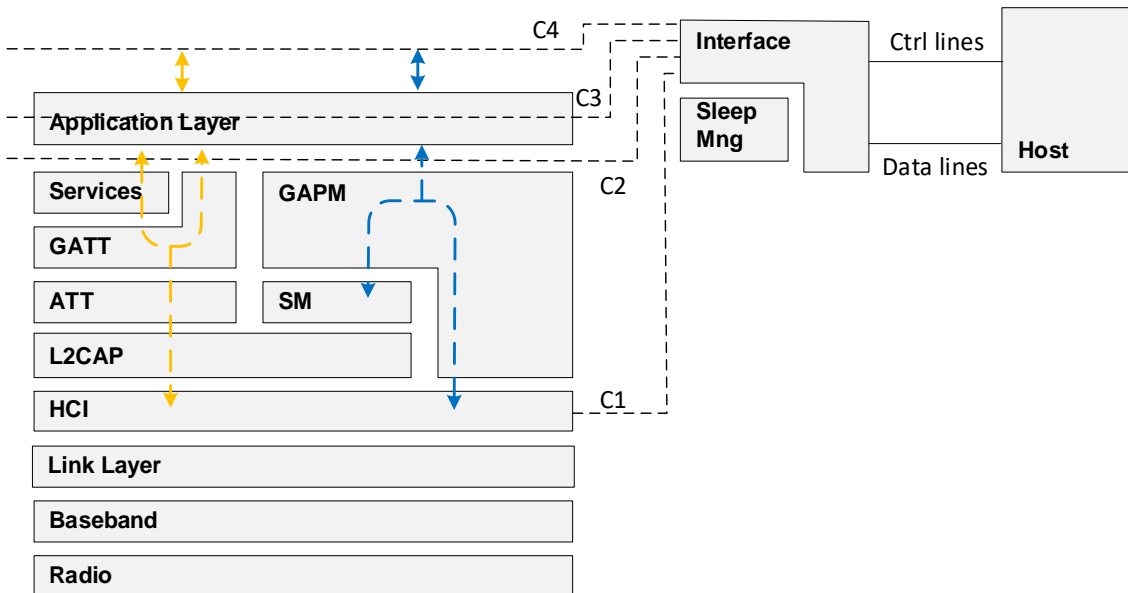 C4
Interface
Ctrl lines
C3
Application Layer
Sleep
Mng
Host
Data lines
C2
Services
GAPM
GATT
ATT
SM
L2CAP
HCI
C1
Link Layer
Baseband
Radio